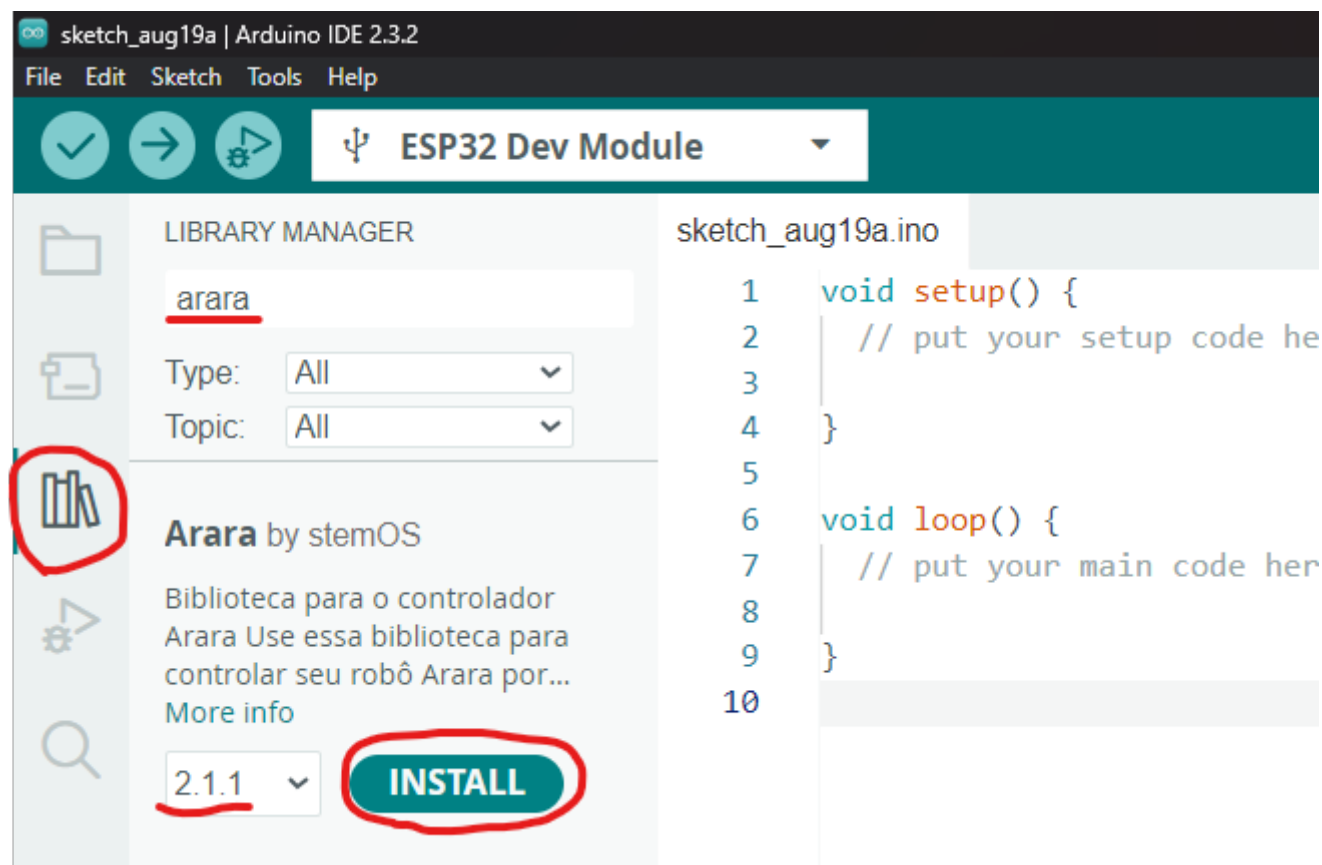 sketch_aug19a | Arduino IDE 2.3.2
File Edit Sketch Tools Help
ESP32 Dev Module
LIBRARY MANAGER
arara
Type: All
Topic: All
Arara by stemOS
Biblioteca para o controlador
Arara Use essa biblioteca para
controlar seu robô Arara por...
More info
2.1.1 INSTALL
sketch_aug19a.ino
1 void setup() {
2 // put your setup code he
3
4 }
5
6 void loop() {
7 // put your main code her
8
9 }
10